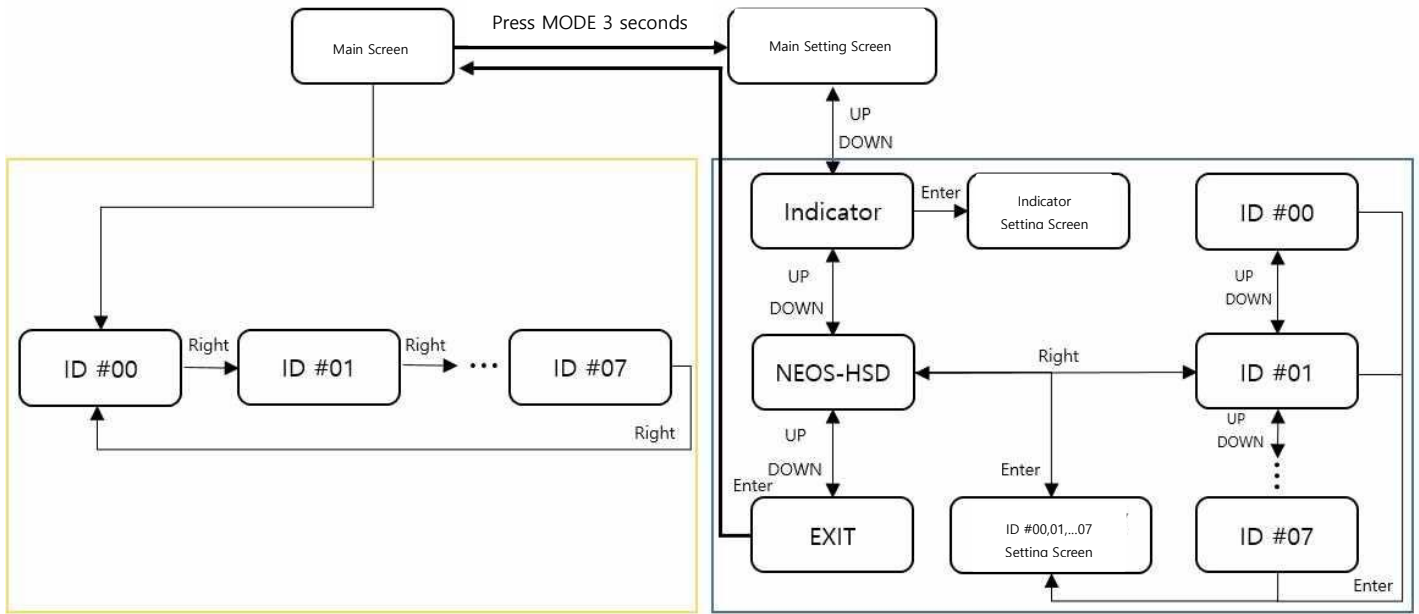 Press MODE 3 seconds
Main Screen
Main Setting Screen
UP
DOWN
Indicator
Enter
Indicator
Setting Screen
ID #00
UP
DOWN
UP
DOWN
ID #00
Right
ID #01
Right
...
ID #07
Right
NEOS-HSD
Right
ID #01
UP
DOWN
UP
DOWN
Enter
Enter
EXIT
ID #00,01,...07
Setting Screen
ID #07
Enter